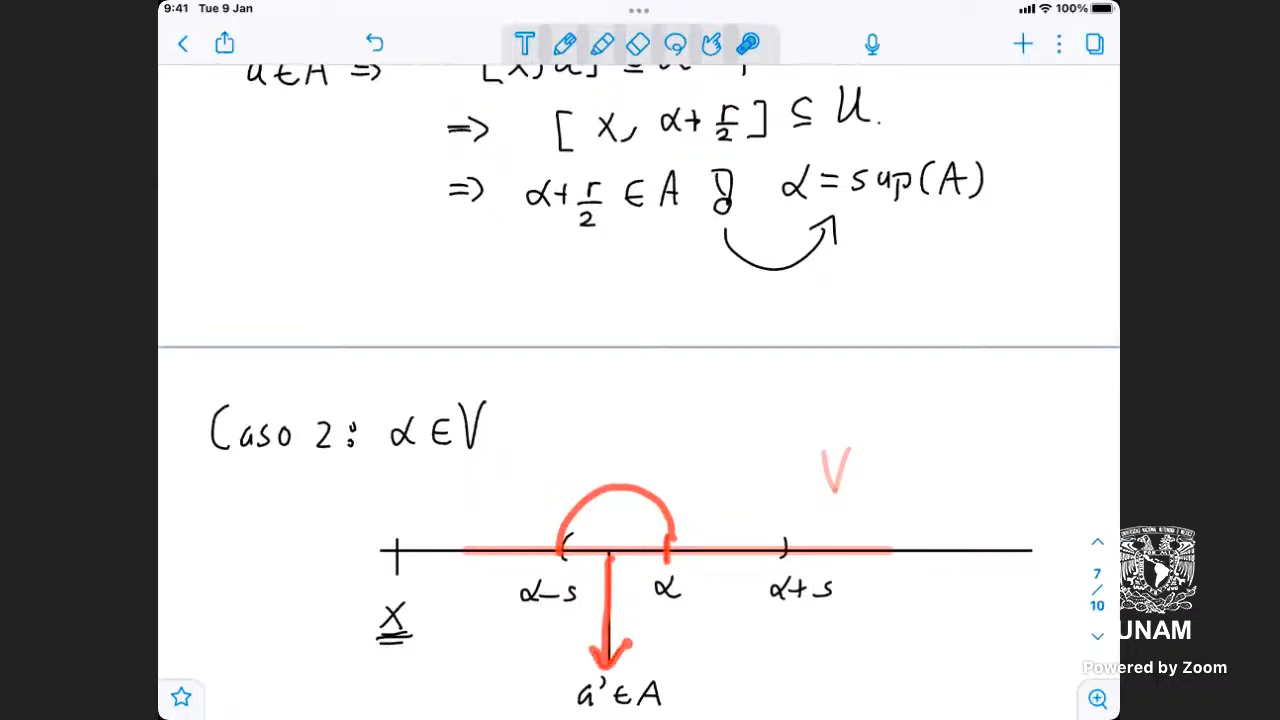 9:41 Tue 9 Jan 100%
a ∈ A ⇒
⇒ [x, α + r/2] ⊆ U.
⇒ α + r/2 ∈ A α = sup(A)
Caso 2: α ∈ V
V
( )
α-s α α+s
x
a' ∈ A
7
/
10
UNAM
Powered by Zoom